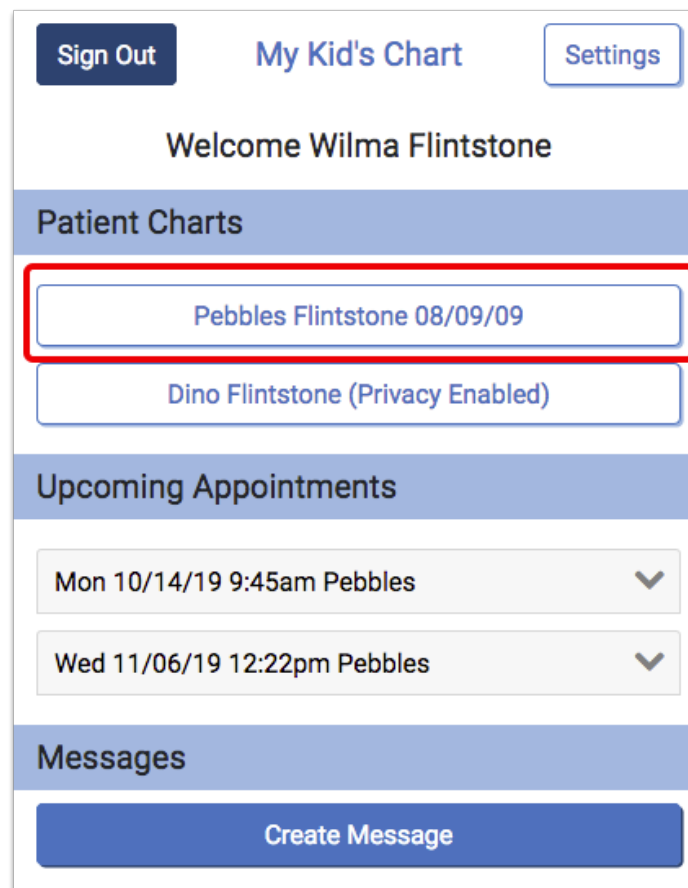 Sign Out My Kid's Chart Settings
Welcome Wilma Flintstone
Patient Charts
Pebbles Flintstone 08/09/09
Dino Flintstone (Privacy Enabled)
Upcoming Appointments
Mon 10/14/19 9:45am Pebbles
Wed 11/06/19 12:22pm Pebbles
Messages
Create Message